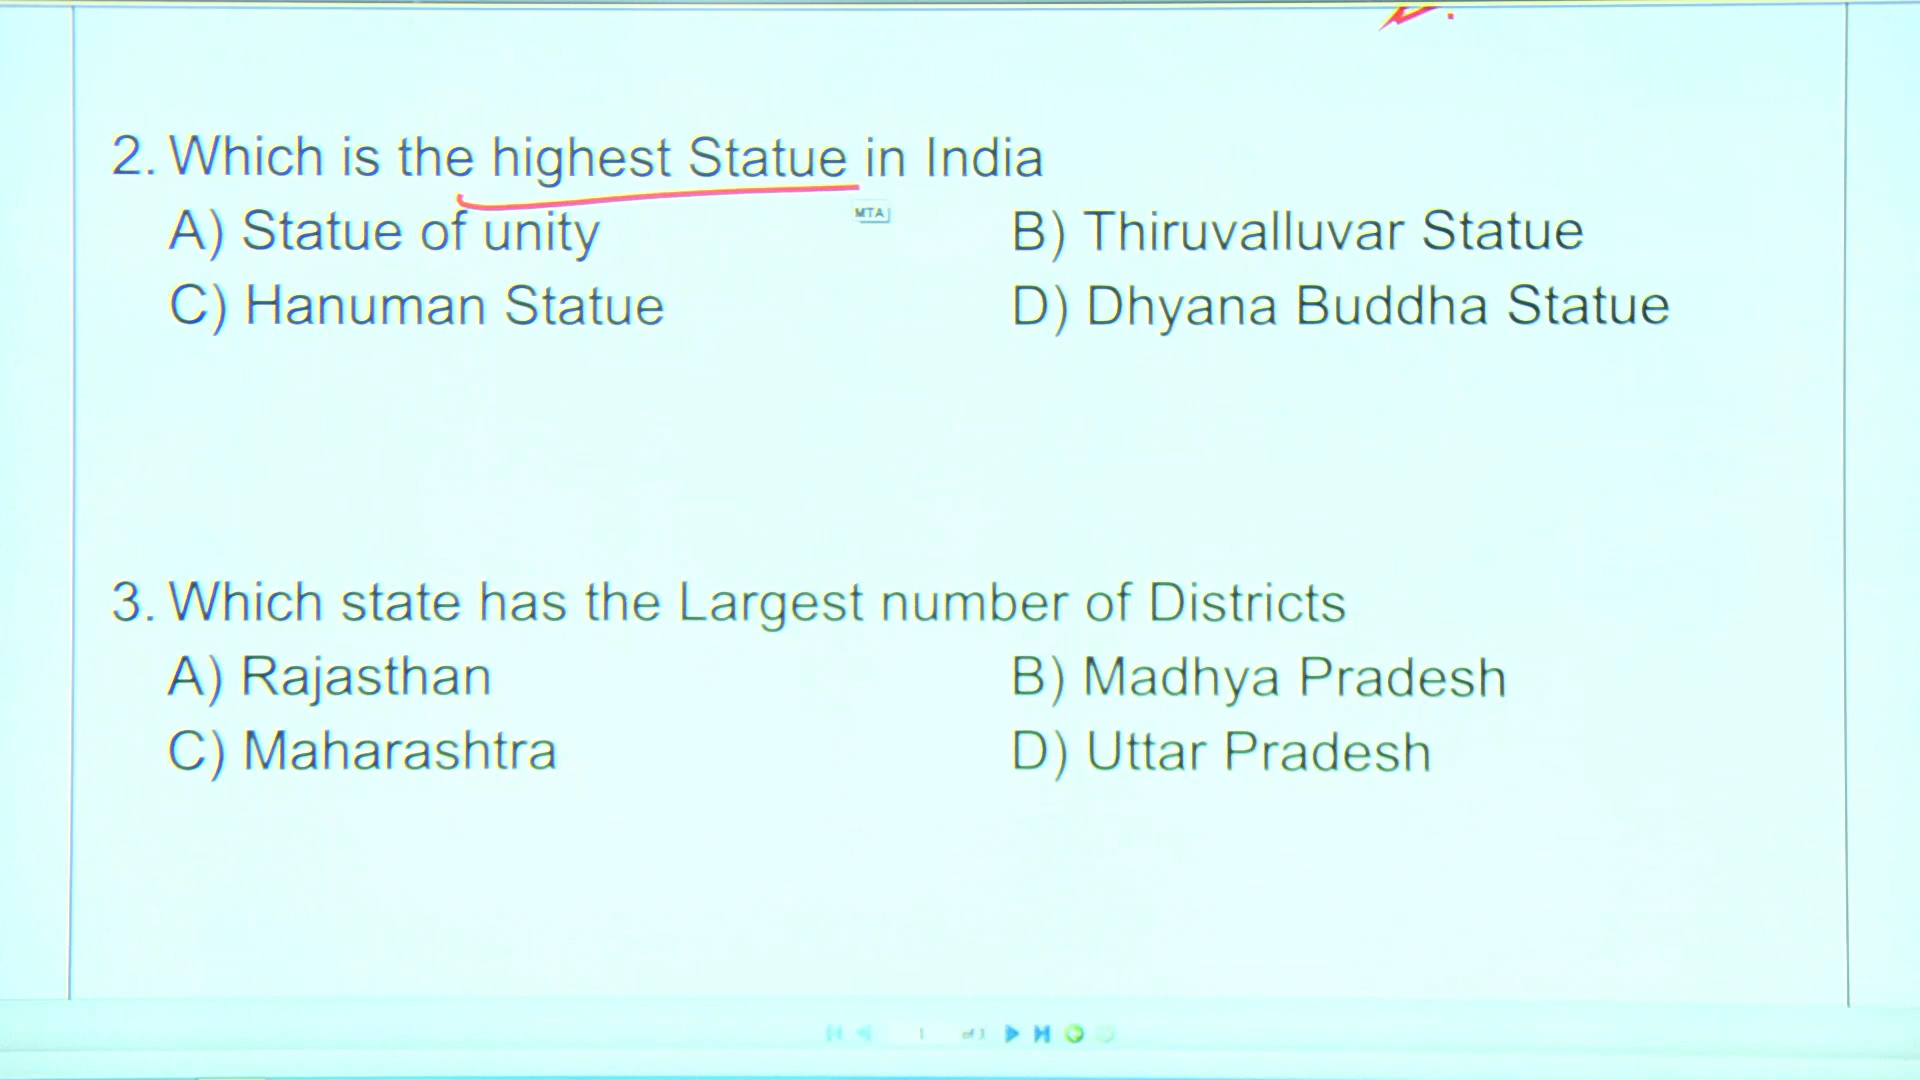 2. Which is the highest Statue in India
MTA
A) Statue of unity B) Thiruvalluvar Statue
C) Hanuman Statue D) Dhyana Buddha Statue
3. Which state has the Largest number of Districts
A) Rajasthan B) Madhya Pradesh
C) Maharashtra D) Uttar Pradesh